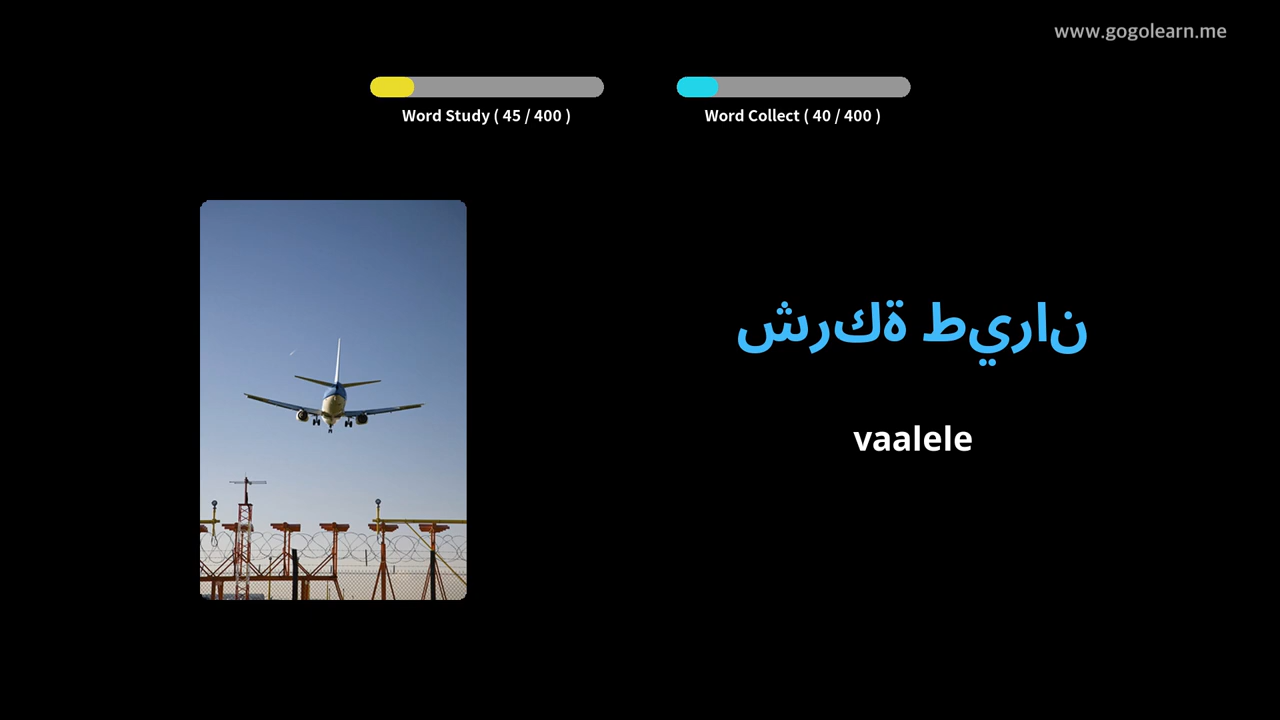 www.gogolearn.me
Word Study ( 45 / 400 )
Word Collect ( 40 / 400 )
شركة طيران
vaalele